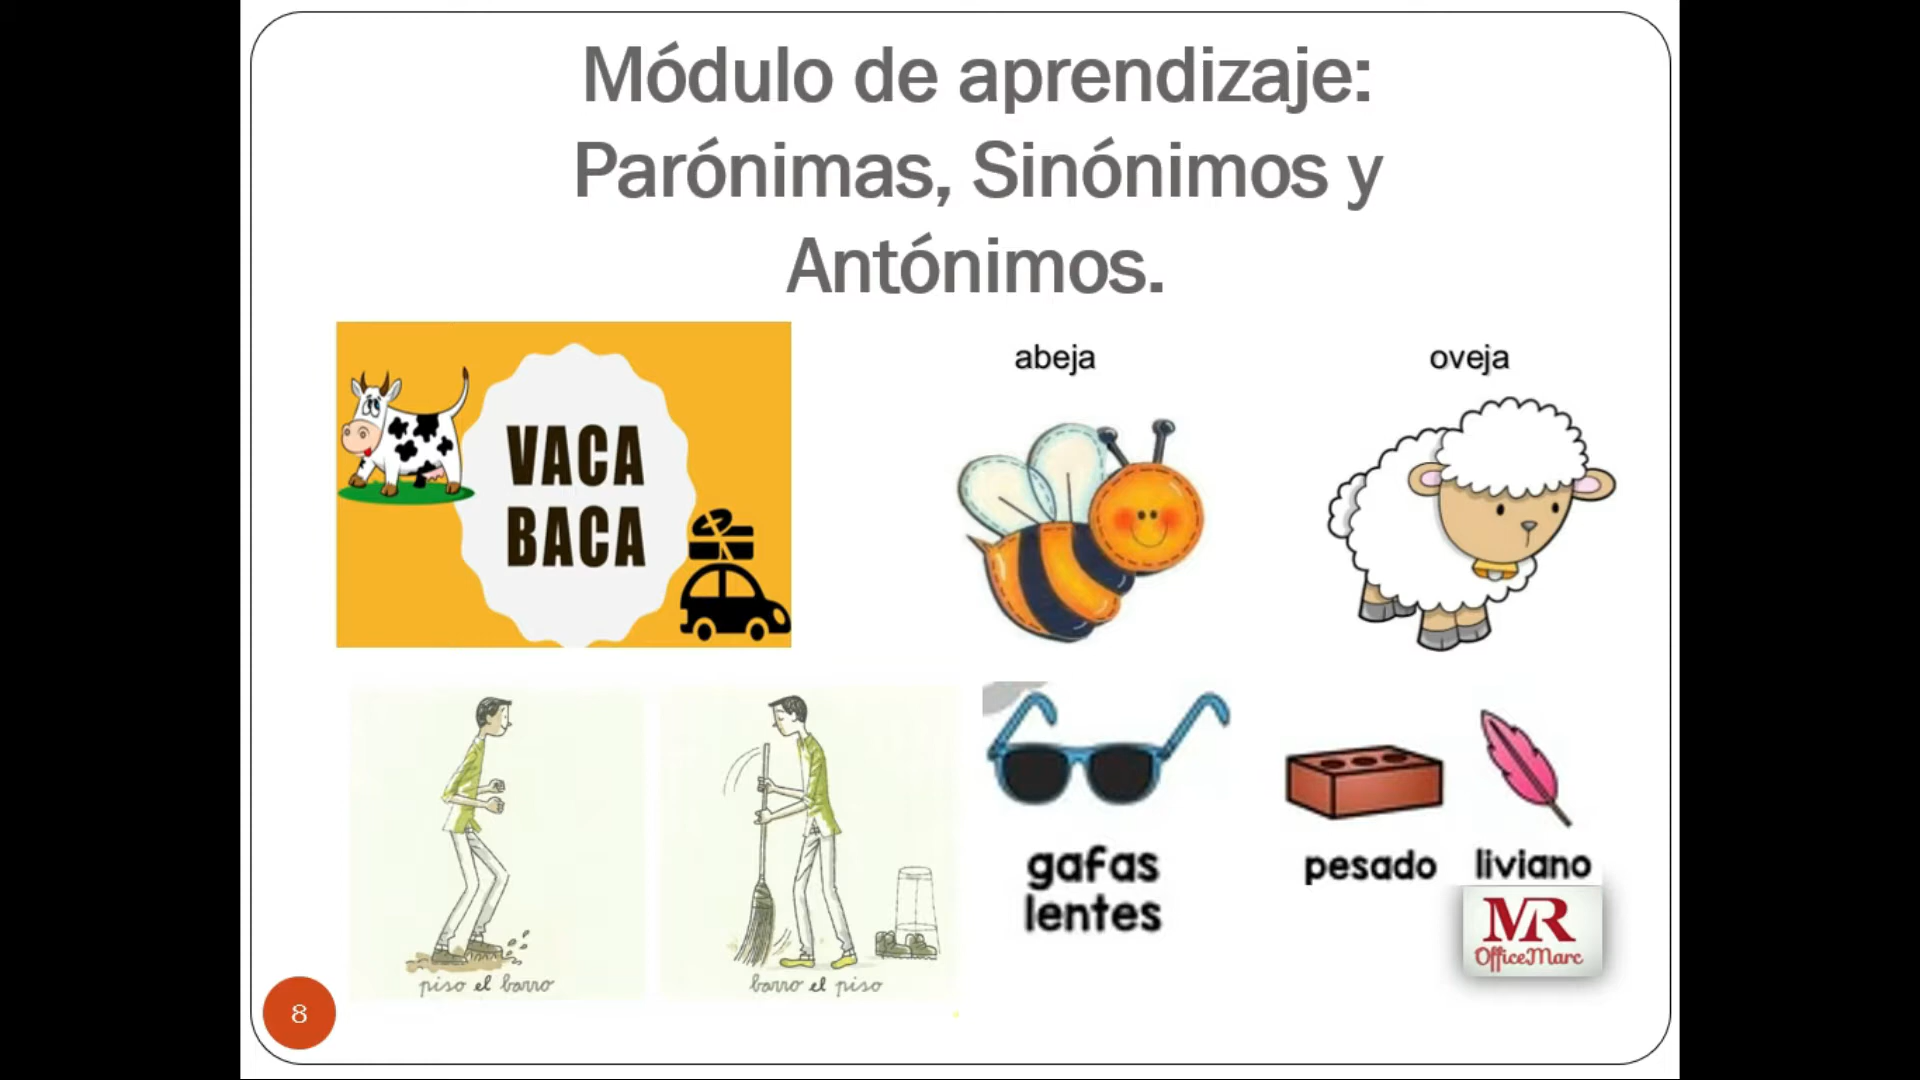 Módulo de aprendizaje:
Parónimas, Sinónimos y
Antónimos.
VACA
BACA
abeja
oveja
piso el barro
barro el piso
gafas
lentes
pesado
liviano
MR
OfficeMarc
8